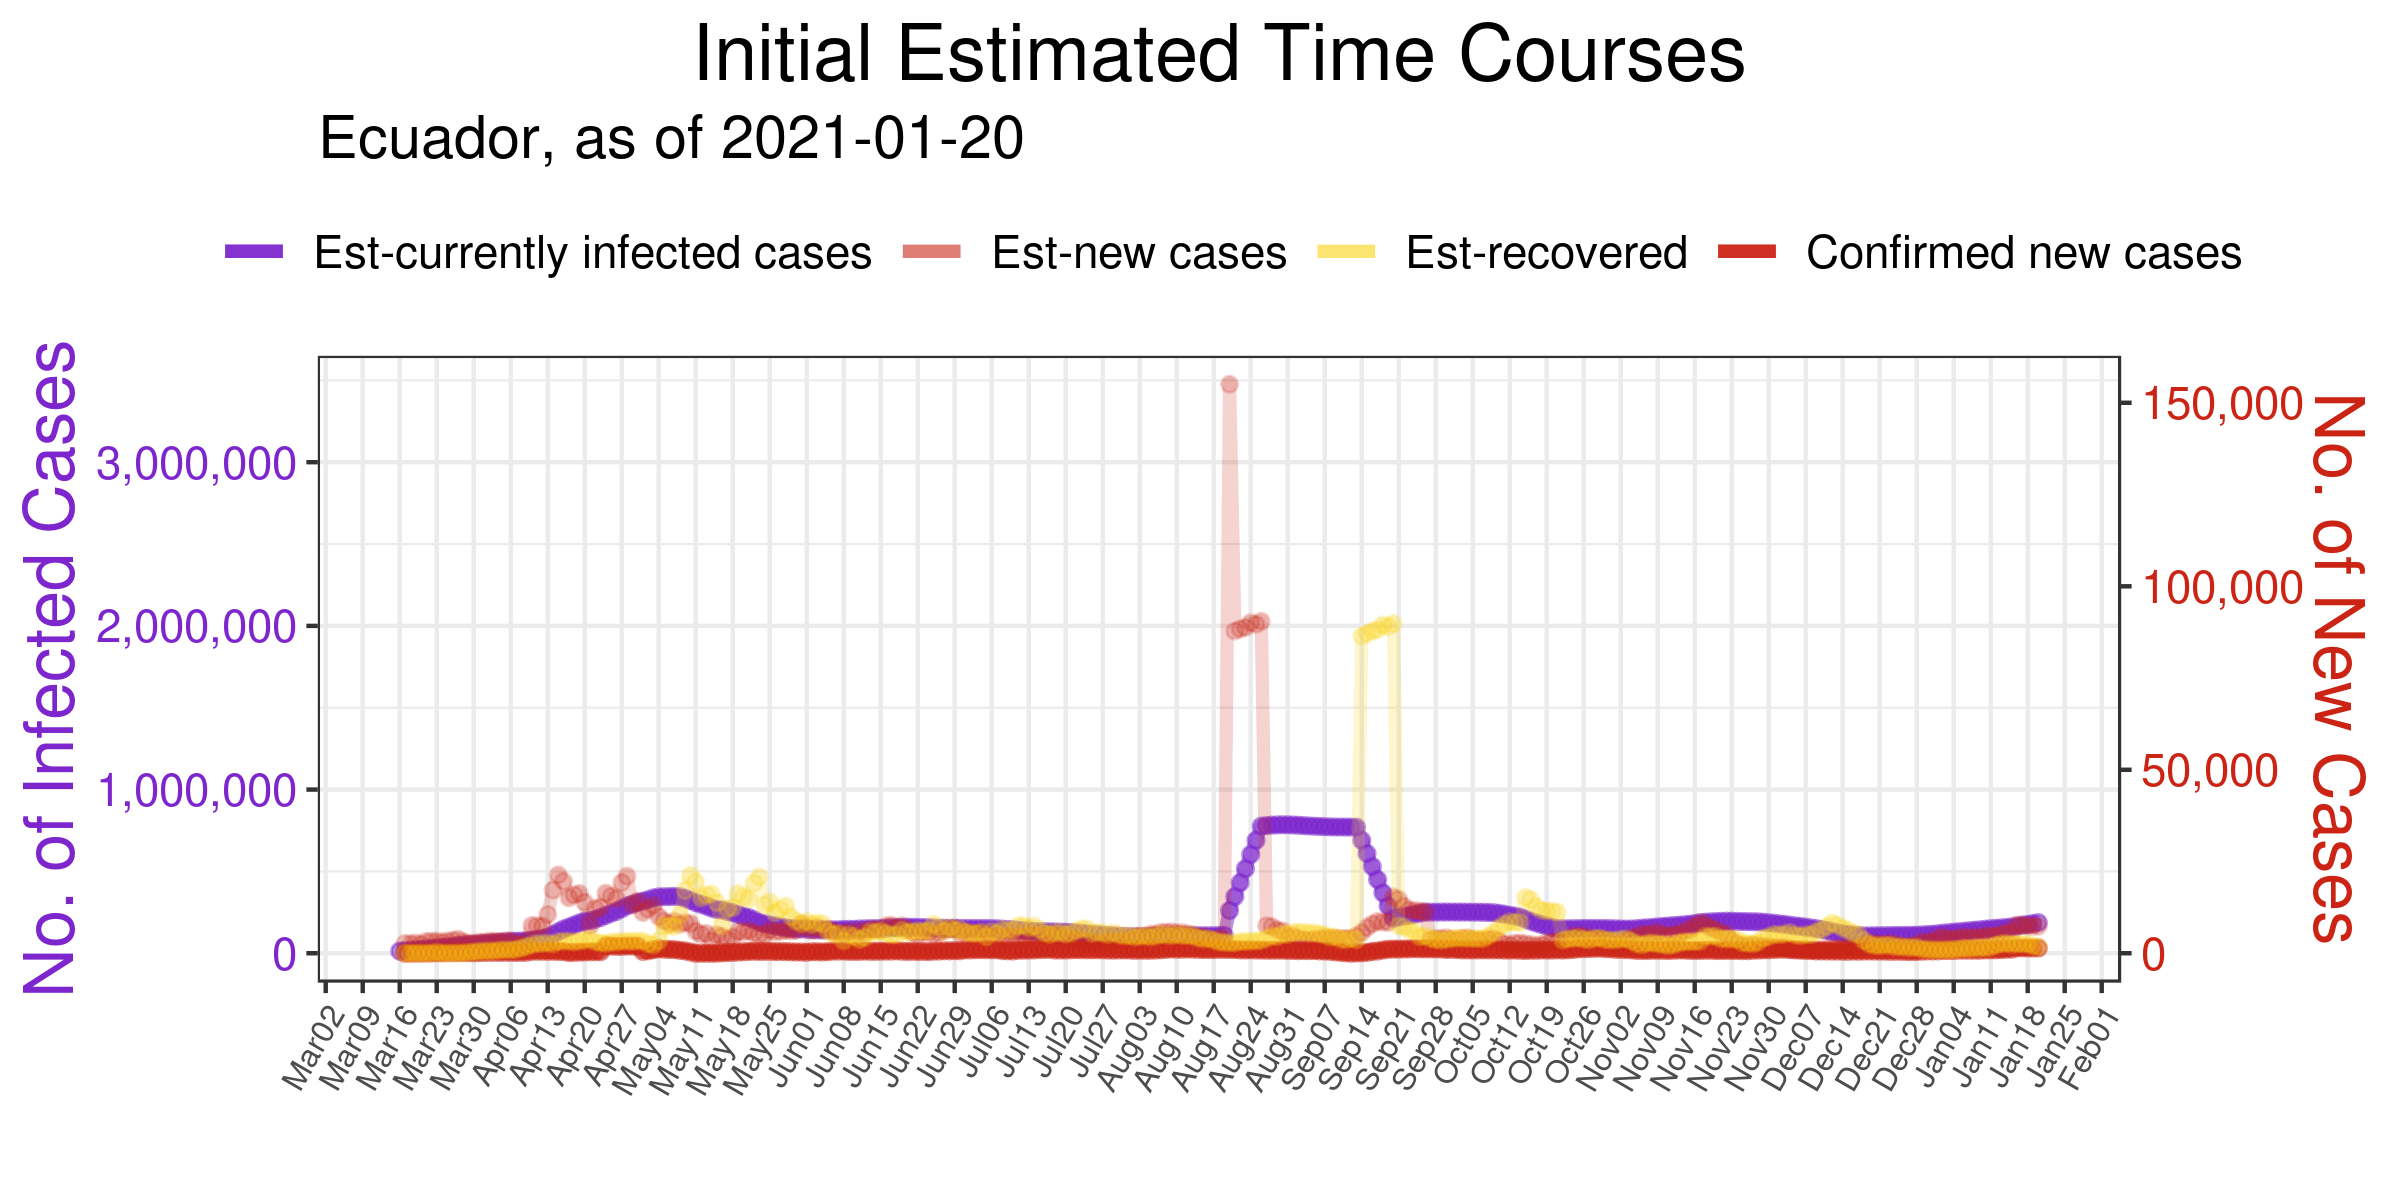 Initial Estimated Time Courses
Ecuador, as of 2021-01-20
Est-currently infected cases Est-new cases Est-recovered Confirmed new cases
No. of Infected Cases
3,000,000
2,000,000
1,000,000
0
150,000
100,000
50,000
0
No. of New Cases
Mar02 Mar09 Mar16 Mar23 Mar30 Apr06 Apr13 Apr20 Apr27 May04 May11 May18 May25 Jun01 Jun08 Jun15 Jun22 Jun29 Jul06 Jul13 Jul20 Jul27 Aug03 Aug10 Aug17 Aug24 Aug31 Sep07 Sep14 Sep21 Sep28 Oct05 Oct12 Oct19 Oct26 Nov02 Nov09 Nov16 Nov23 Nov30 Dec07 Dec14 Dec21 Dec28 Jan04 Jan11 Jan18 Jan25 Feb01